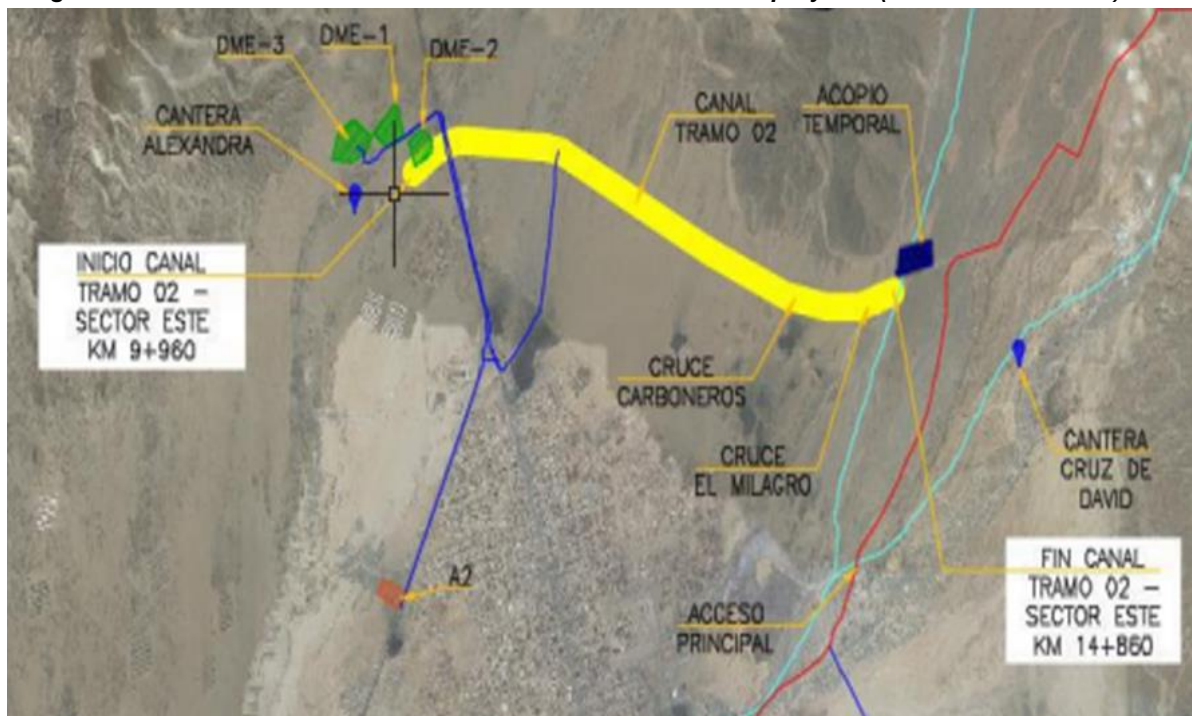 DME-3
DME-1
DME-2
CANTERA
ALEXANDRA
CANAL
TRAMO 02
ACOPIO
TEMPORAL
INICIO CANAL
TRAMO 02 -
SECTOR ESTE
KM 9+960
CRUCE
CARBONEROS
CRUCE
EL MILAGRO
CANTERA
CRUZ DE
DAVID
A2
ACCESO
PRINCIPAL
FIN CANAL
TRAMO 02 -
SECTOR ESTE
KM 14+860